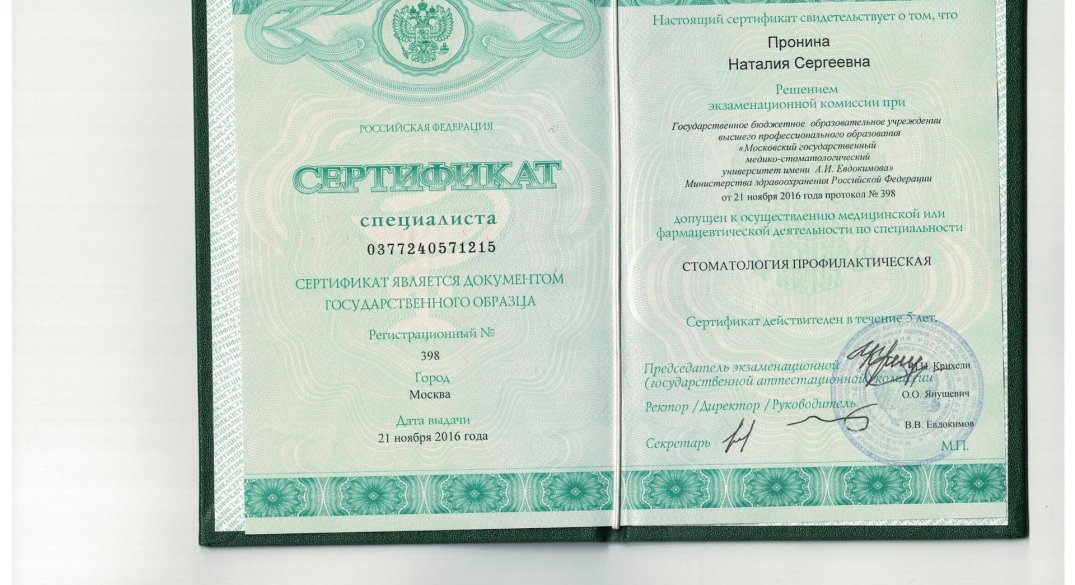 РОССИЙСКАЯ ФЕДЕРАЦИЯ
СЕРТИФИКАТ
специалиста
0377240571215
СЕРТИФИКАТ ЯВЛЯЕТСЯ ДОКУМЕНТОМ
ГОСУДАРСТВЕННОГО ОБРАЗЦА
Регистрационный №
398
Город
Москва
Дата выдачи
21 ноября 2016 года
Настоящий сертификат свидетельствует о том, что
Пронина
Наталия Сергеевна
Решением
экзаменационной комиссии при
Государственное бюджетное образовательное учреждении
высшего профессионального образования
«Московский государственный
медико-стоматологический
университет имени А.И. Евдокимова»
Министерства здравоохранения Российской Федерации
от 21 ноября 2016 года протокол № 398
допущен к осуществлению медицинской или
фармацевтической деятельности по специальности
СТОМАТОЛОГИЯ ПРОФИЛАКТИЧЕСКАЯ
Сертификат действителен в течение 5 лет.
Председатель экзаменационной
Крихели
(государственной аттестационной) комиссии
О.О. Янушевич
Ректор /Директор /Руководитель
В.В. Евдокимов
Секретарь
М.П.